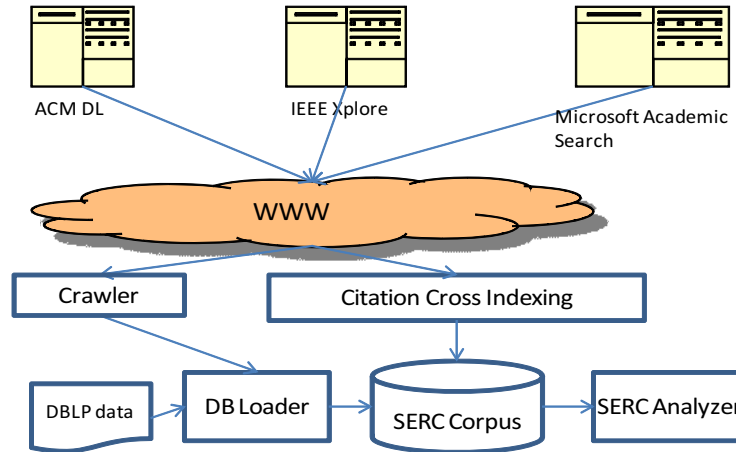 ACM DL
IEEE Xplore
Microsoft Academic
Search
WWW
Crawler
Citation Cross Indexing
DBLP data
DB Loader
SERC Corpus
SERC Analyzer